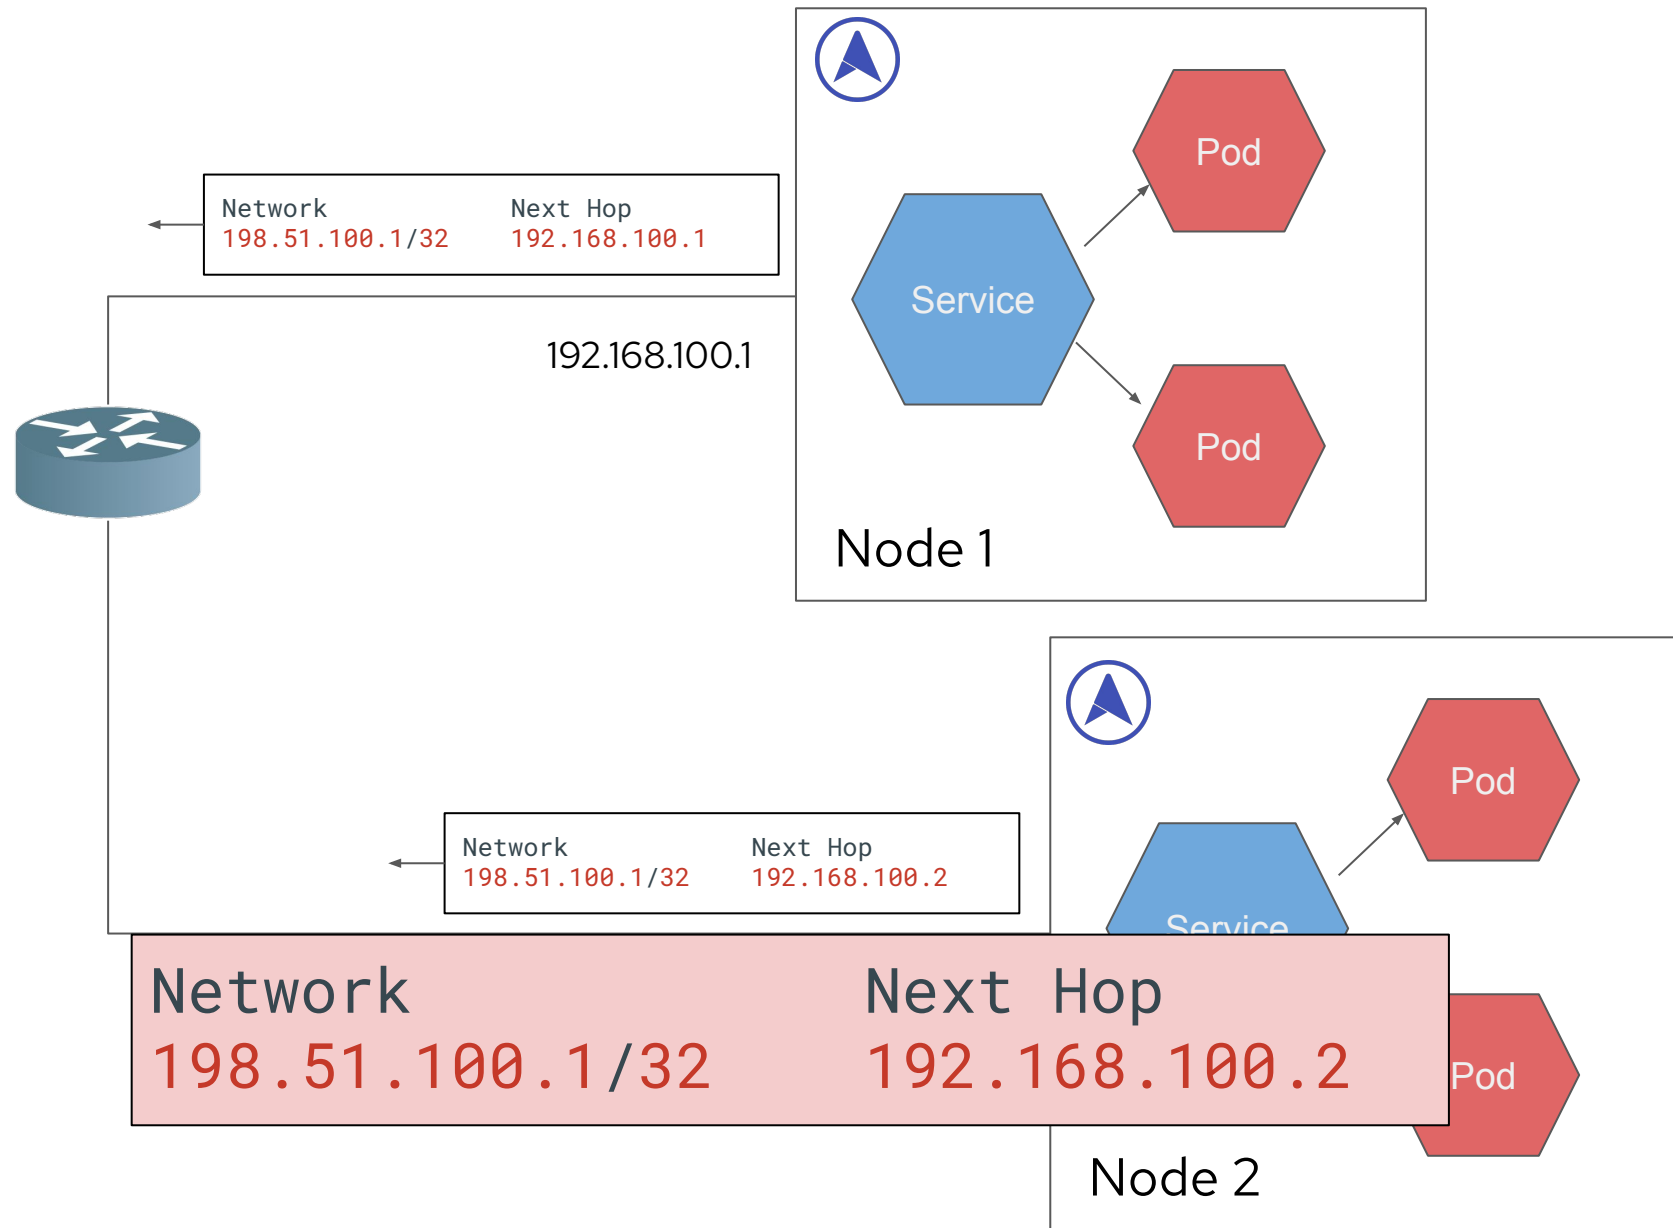 Pod
Network Next Hop
198.51.100.1/32 192.168.100.1
Service
192.168.100.1
Pod
Node 1
Pod
Network Next Hop
198.51.100.1/32 192.168.100.2
Service
Network Next Hop
198.51.100.1/32 192.168.100.2
Pod
Node 2